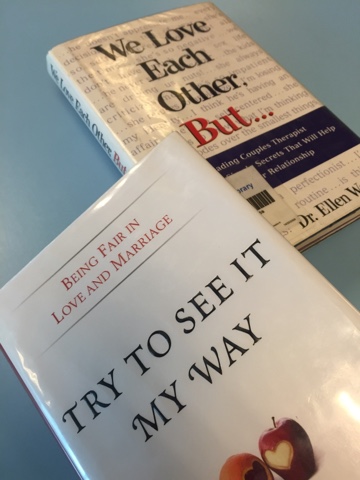 We Love
Each
Other,
But...
Couples Therapist
Secrets That Will Help
Relationship
Dr. Ellen
We Love Each Other, But
BEING FAIR IN
LOVE AND MARRIAGE
TRY TO SEE IT
MY WAY